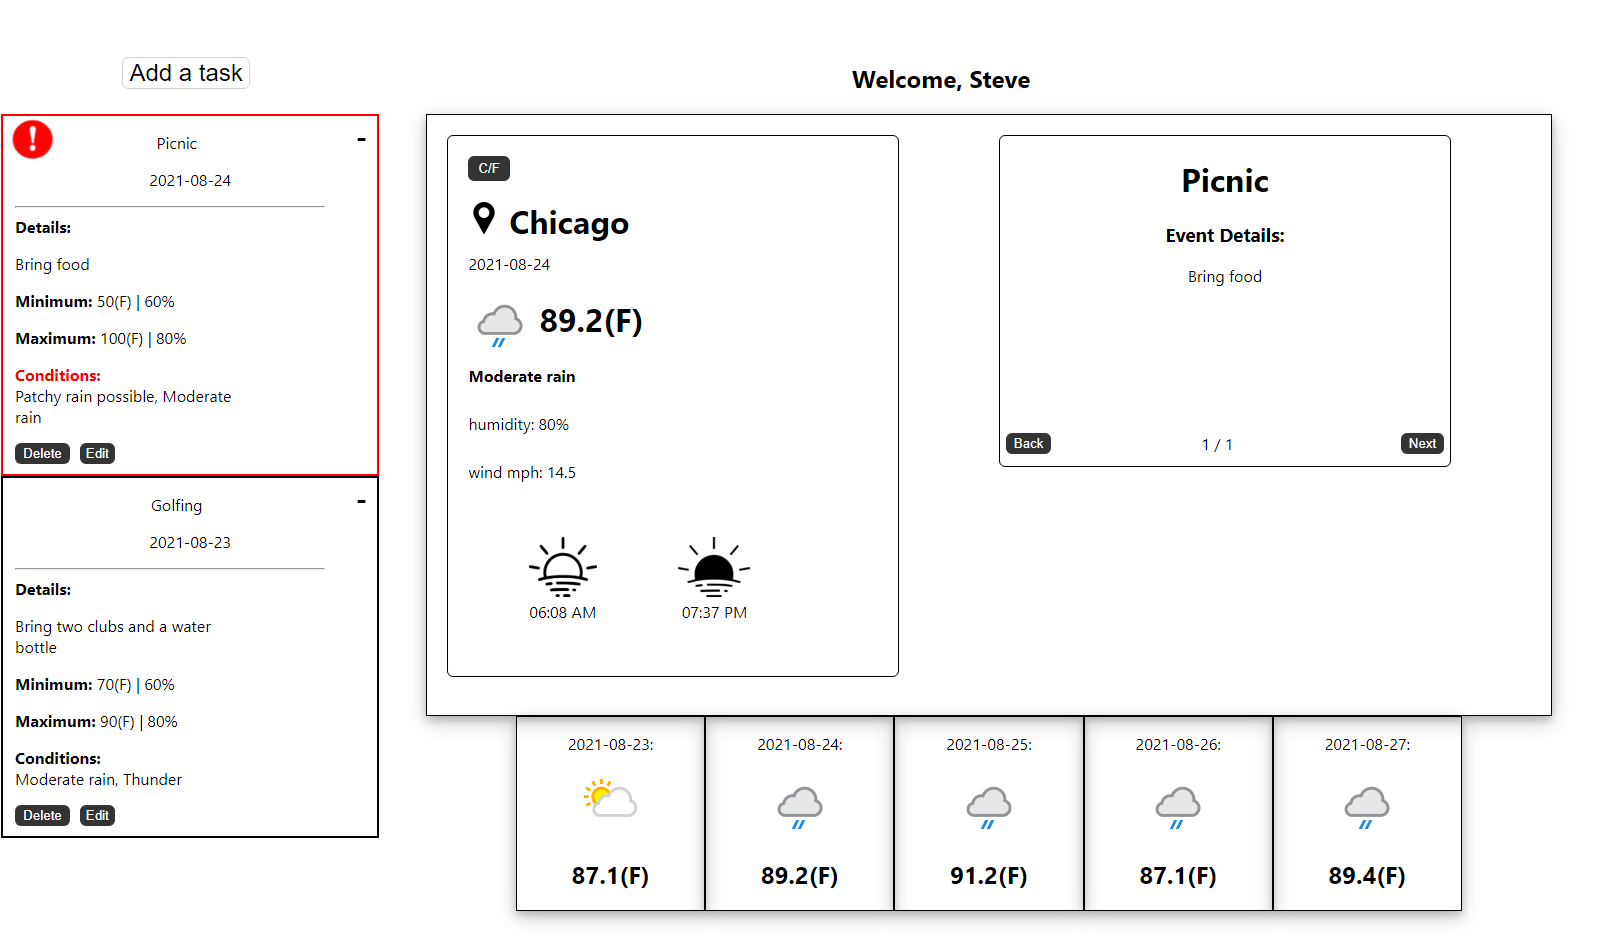 Add a task
Welcome, Steve
!
Picnic
-
2021-08-24
Details:
Bring food
Minimum: 50(F) | 60%
Maximum: 100(F) | 80%
Conditions:
Patchy rain possible, Moderate
rain
Delete Edit
Golfing
-
2021-08-23
Details:
Bring two clubs and a water
bottle
Minimum: 70(F) | 60%
Maximum: 90(F) | 80%
Conditions:
Moderate rain, Thunder
Delete Edit
C/F
Chicago
2021-08-24
89.2(F)
Moderate rain
humidity: 80%
wind mph: 14.5
06:08 AM
07:37 PM
Picnic
Event Details:
Bring food
Back
1 / 1
Next
2021-08-23:
87.1(F)
2021-08-24:
89.2(F)
2021-08-25:
91.2(F)
2021-08-26:
87.1(F)
2021-08-27:
89.4(F)